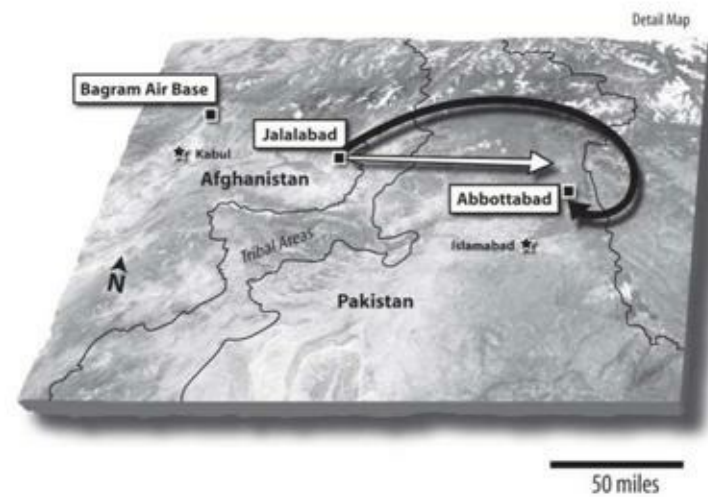 Detail Map
Bagram Air Base
Jalalabad
Kabul
Afghanistan
Abbottabad
Tribal Areas
Islamabad
N
Pakistan
50 miles